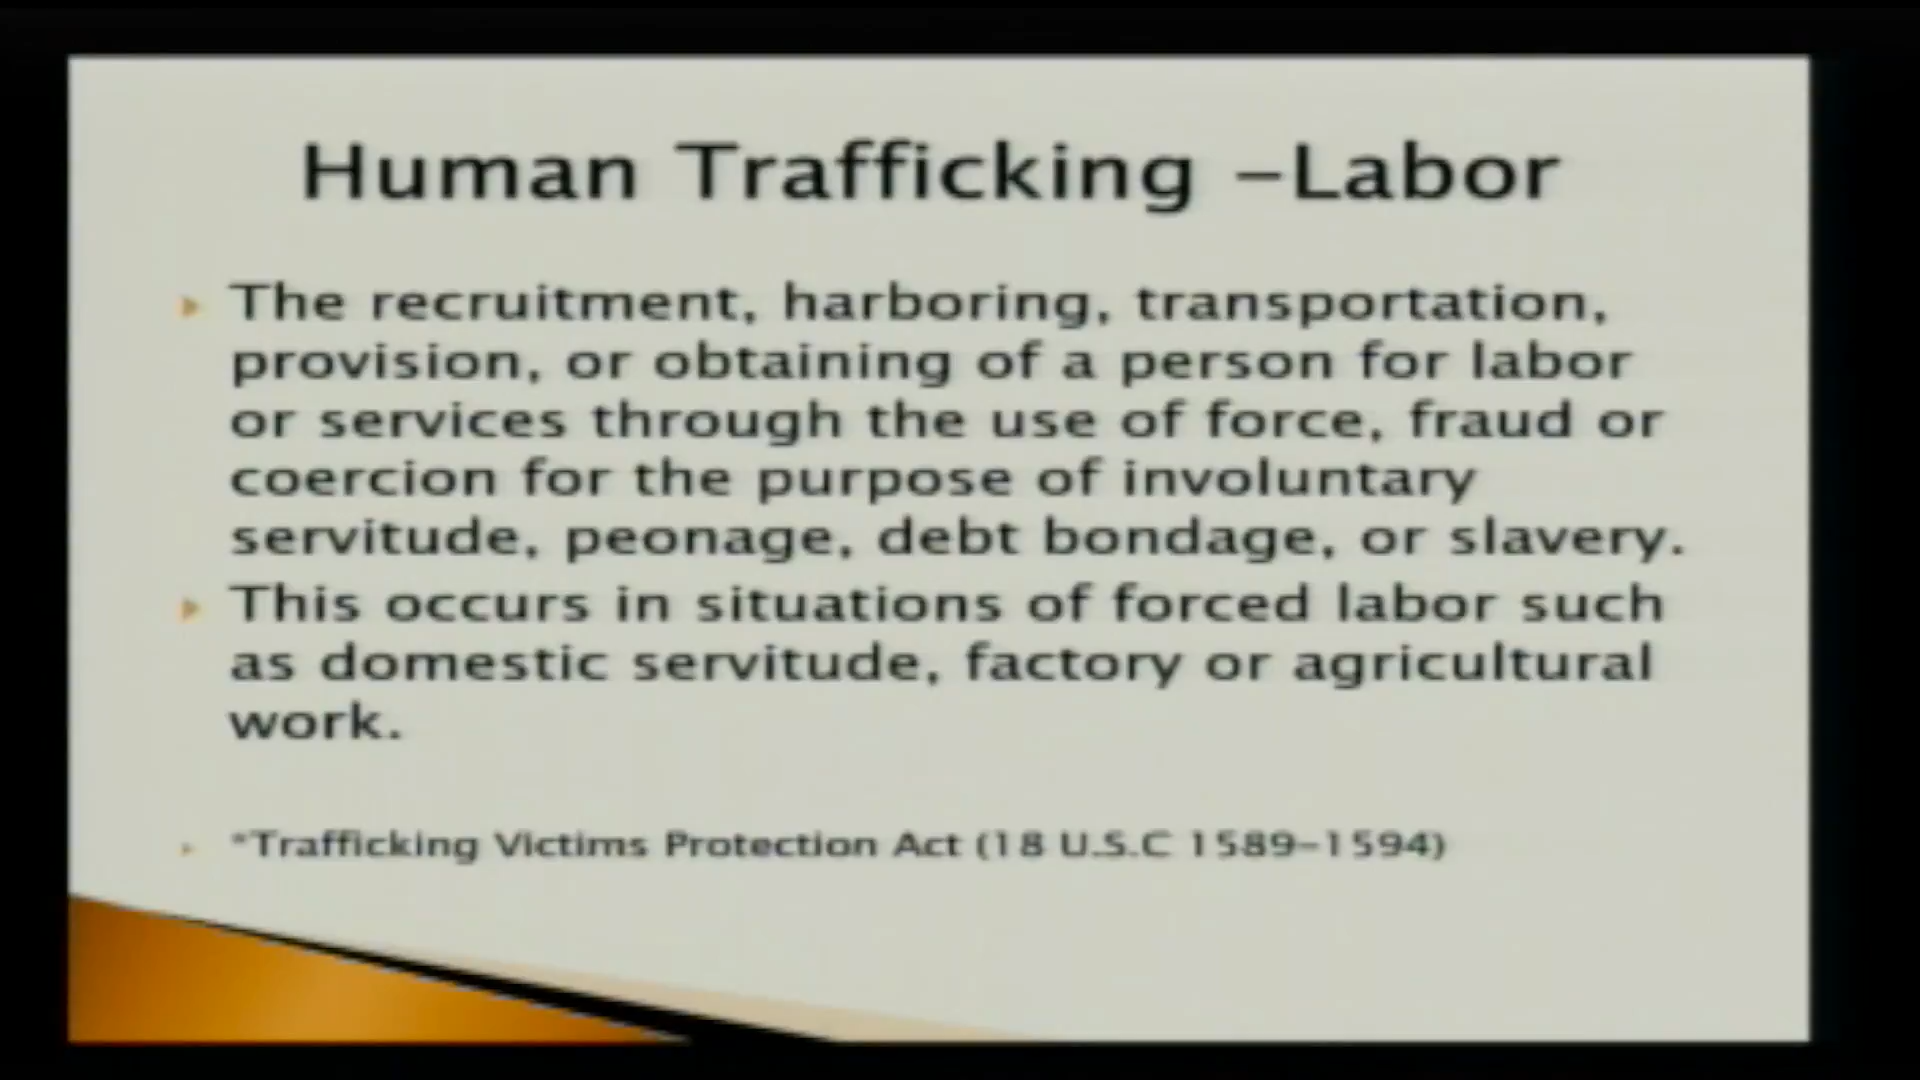 Human Trafficking –Labor
The recruitment, harboring, transportation,
provision, or obtaining of a person for labor
or services through the use of force, fraud or
coercion for the purpose of involuntary
servitude, peonage, debt bondage, or slavery.
This occurs in situations of forced labor such
as domestic servitude, factory or agricultural
work.
*Trafficking Victims Protection Act (18 U.S.C 1589–1594)